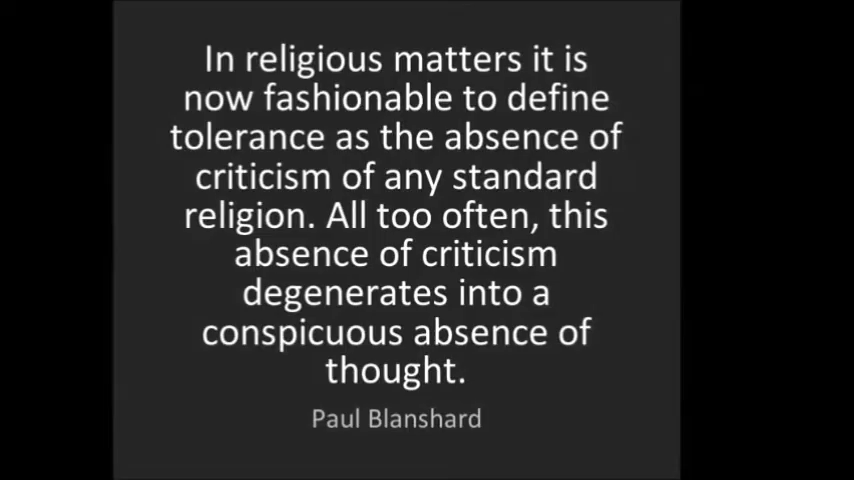 In religious matters it is
now fashionable to define
tolerance as the absence of
criticism of any standard
religion. All too often, this
absence of criticism
degenerates into a
conspicuous absence of
thought.
Paul Blanshard